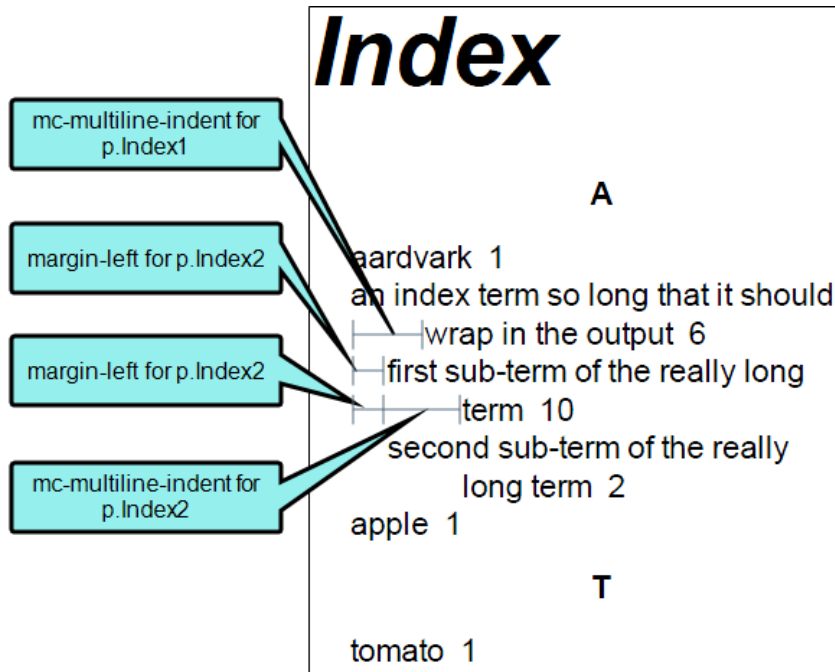 Index
mc-multiline-indent for
p.Index1
margin-left for p.Index2
margin-left for p.Index2
mc-multiline-indent for
p.Index2
A
aardvark 1
an index term so long that it should
wrap in the output 6
first sub-term of the really long
term 10
second sub-term of the really
long term 2
apple 1
T
tomato 1